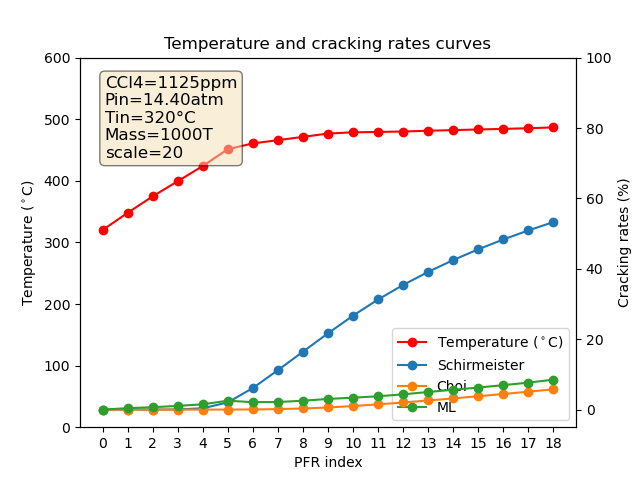 Temperature and cracking rates curves
CCl4=1125ppm
Pin=14.40atm
Tin=320°C
Mass=1000T
scale=20
600
500
400
300
200
100
0
Temperature (°C)
100
80
60
40
20
0
Cracking rates (%)
Temperature (°C)
Schirmeister
Choi
ML
0 1 2 3 4 5 6 7 8 9 10 11 12 13 14 15 16 17 18
PFR index